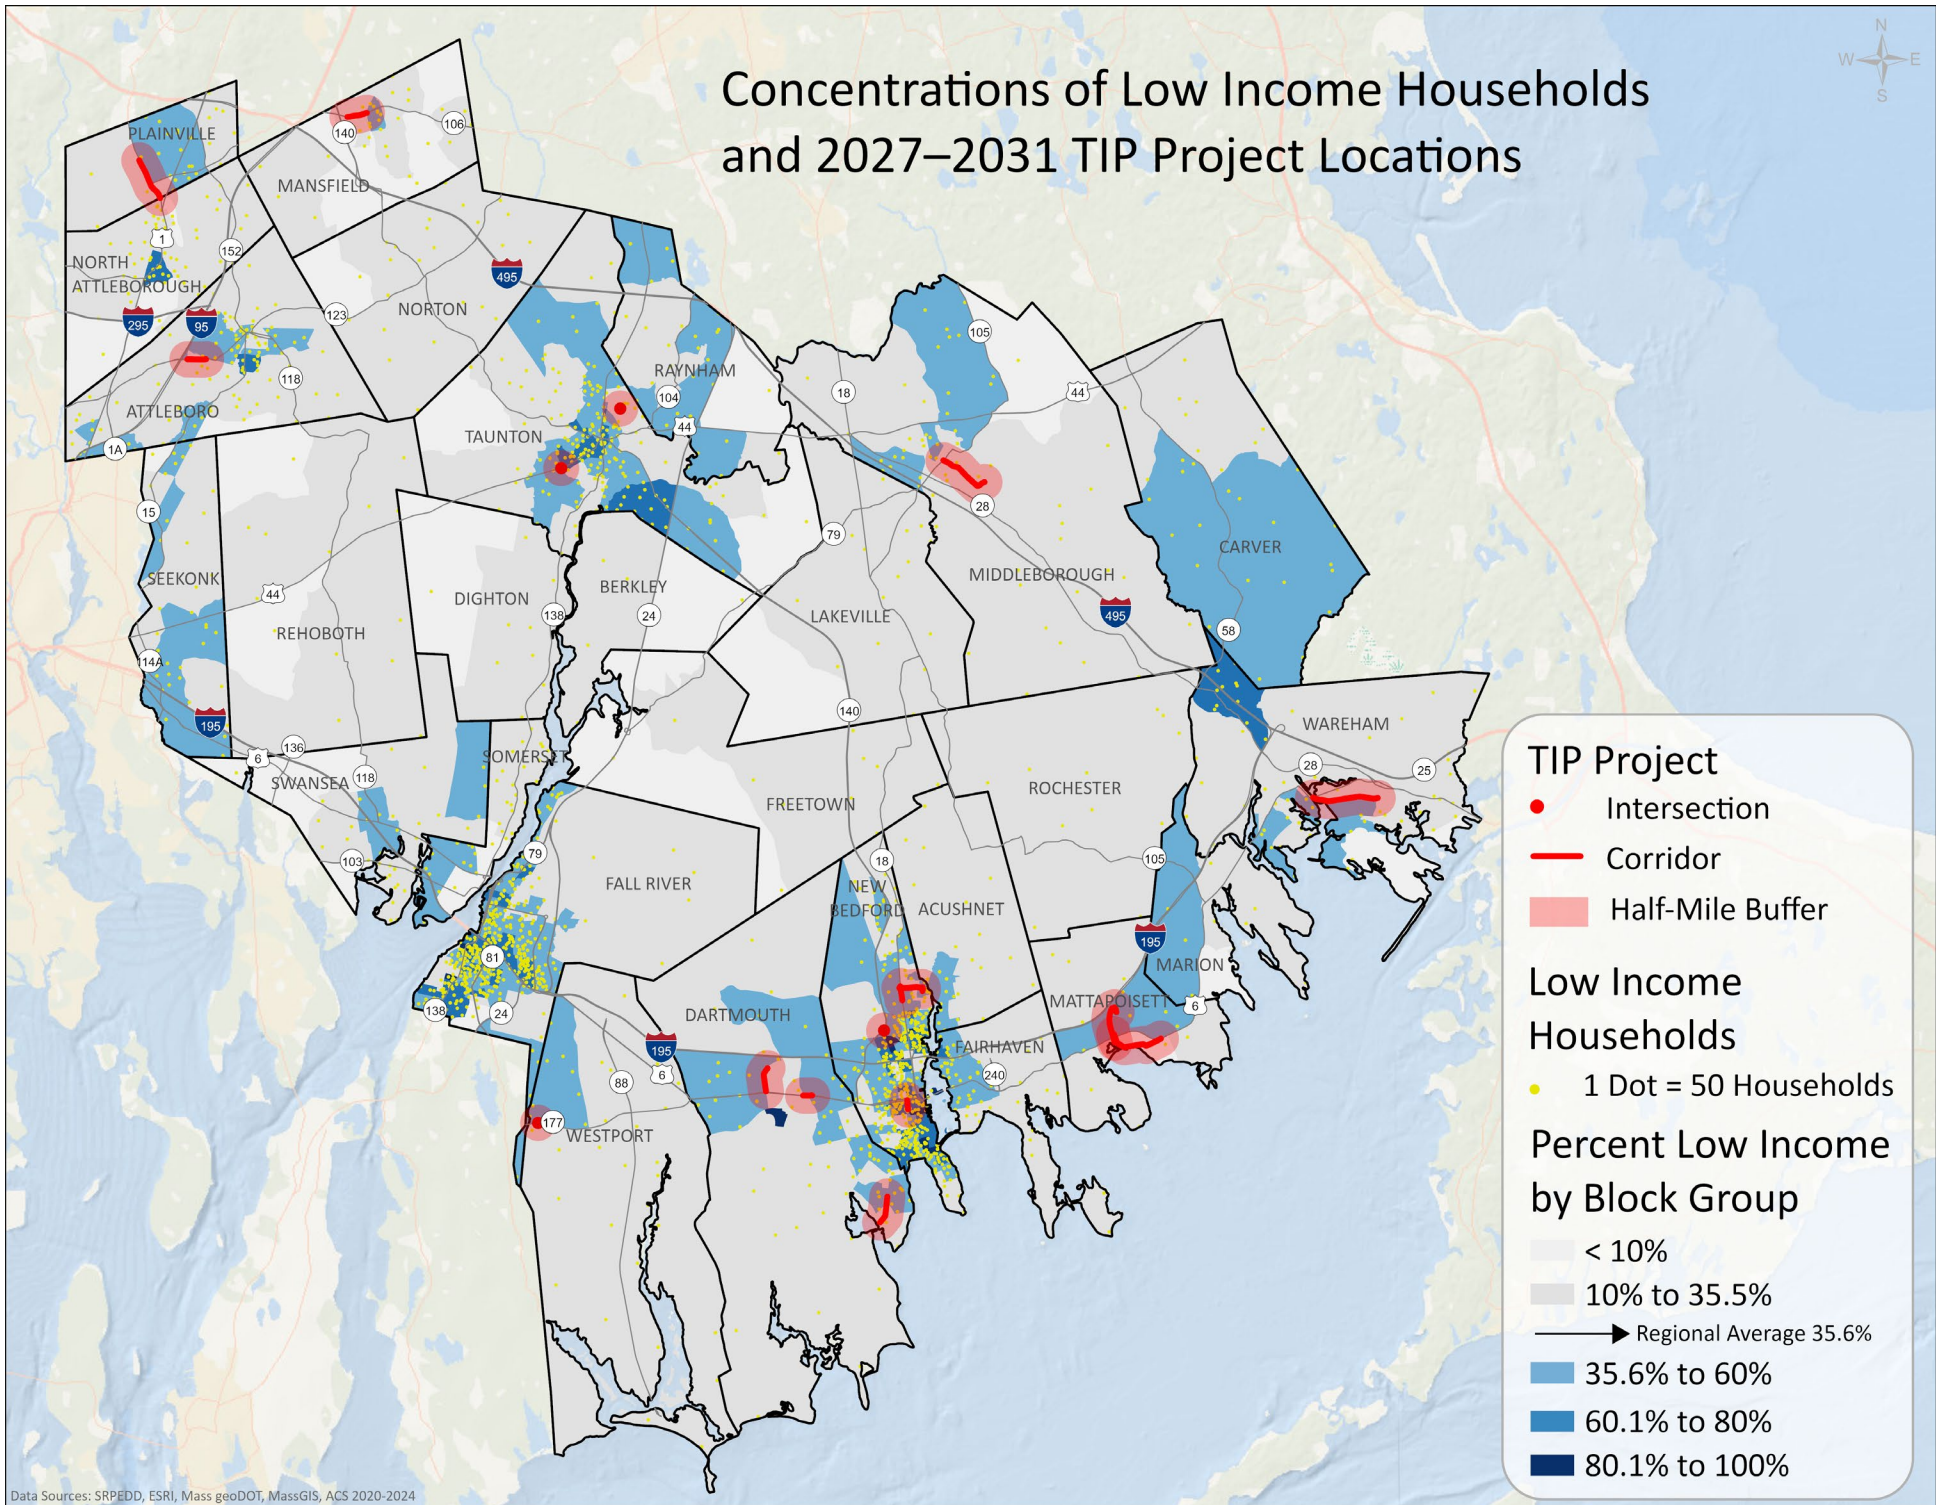 N
W E
S
Concentrations of Low Income Households
and 2027–2031 TIP Project Locations
PLAINVILLE
140
106
MANSFIELD
1
152
NORTH
ATTLEBOROUGH
495
295
95
123
NORTON
118
ATTLEBORO
1A
RAYNHAM
104
44
TAUNTON
105
18
44
28
15
79
SEEKONK
44
REHOBOTH
DIGHTON
138
BERKLEY
24
LAKEVILLE
MIDDLEBOROUGH
495
CARVER
58
114A
195
140
WAREHAM
6
136
SWANSEA
118
SOMERSET
28
25
ROCHESTER
FREETOWN
103
79
18
105
FALL RIVER
NEW
BEDFORD
ACUSHNET
81
195
MARION
138
24
DARTMOUTH
MATTAPOISETT
6
195
6
FAIRHAVEN
240
88
177
WESTPORT
TIP Project
Intersection
Corridor
Half-Mile Buffer
Low Income
Households
1 Dot = 50 Households
Percent Low Income
by Block Group
< 10%
10% to 35.5%
Regional Average 35.6%
35.6% to 60%
60.1% to 80%
80.1% to 100%
Data Sources: SRPEDD, ESRI, Mass geoDOT, MassGIS, ACS 2020-2024